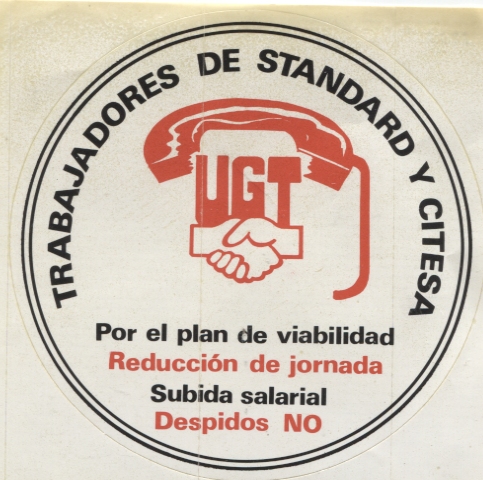 TRABAJADORES DE STANDARD Y CITESA
UGT
Por el plan de viabilidad
Reducción de jornada
Subida salarial
Despidos NO